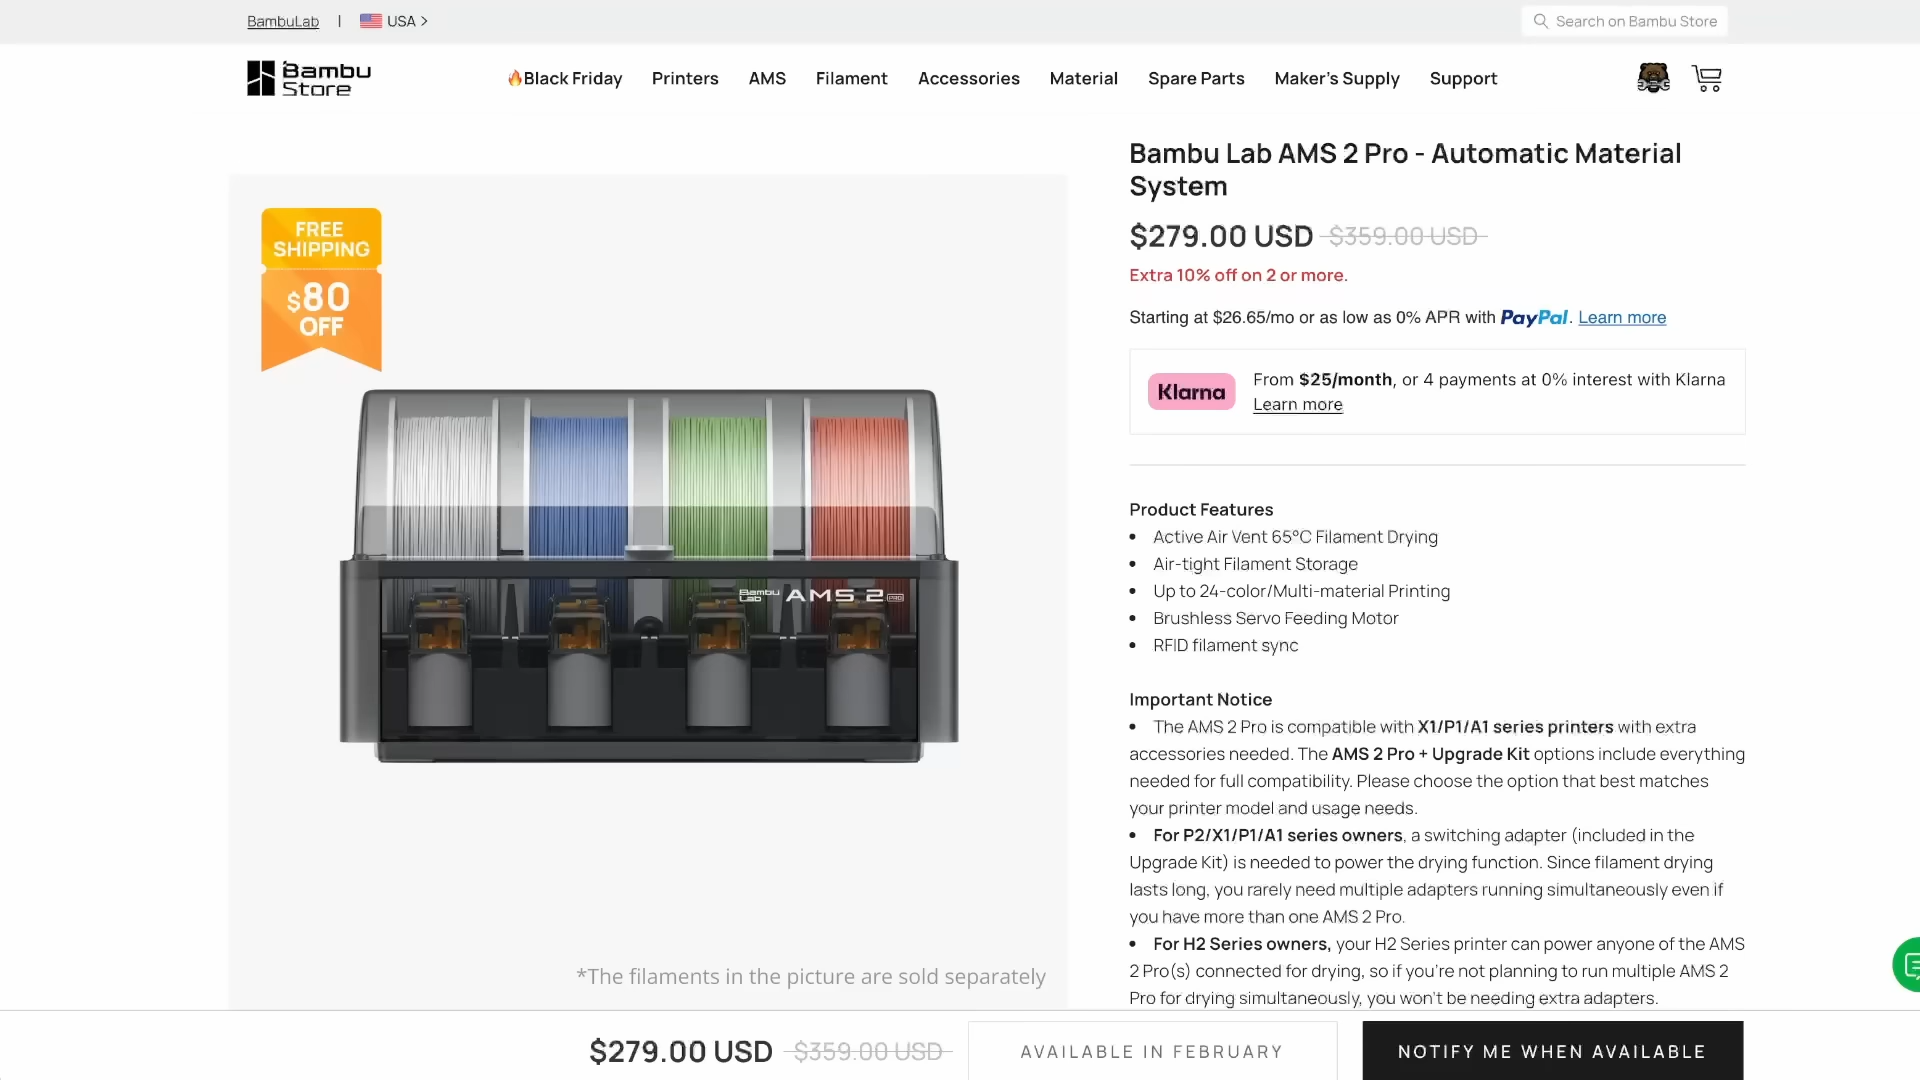 BambuLab | USA >
Search on Bambu Store
Bambu Store
🔥Black Friday Printers AMS Filament Accessories Material Spare Parts Maker's Supply Support
FREE
SHIPPING
$80
OFF
Bambu Lab AMS 2 PRO
*The filaments in the picture are sold separately
Bambu Lab AMS 2 Pro - Automatic Material
System
$279.00 USD $359.00 USD
Extra 10% off on 2 or more.
Starting at $26.65/mo or as low as 0% APR with PayPal. Learn more
Klarna
From $25/month, or 4 payments at 0% interest with Klarna
Learn more
Product Features
• Active Air Vent 65°C Filament Drying
• Air-tight Filament Storage
• Up to 24-color/Multi-material Printing
• Brushless Servo Feeding Motor
• RFID filament sync
Important Notice
• The AMS 2 Pro is compatible with X1/P1/A1 series printers with extra
accessories needed. The AMS 2 Pro + Upgrade Kit options include everything
needed for full compatibility. Please choose the option that best matches
your printer model and usage needs.
• For P2/X1/P1/A1 series owners, a switching adapter (included in the
Upgrade Kit) is needed to power the drying function. Since filament drying
lasts long, you rarely need multiple adapters running simultaneously even if
you have more than one AMS 2 Pro.
• For H2 Series owners, your H2 Series printer can power anyone of the AMS
2 Pro(s) connected for drying, so if you're not planning to run multiple AMS 2
Pro for drying simultaneously, you won't be needing extra adapters.
$279.00 USD $359.00 USD
AVAILABLE IN FEBRUARY
NOTIFY ME WHEN AVAILABLE